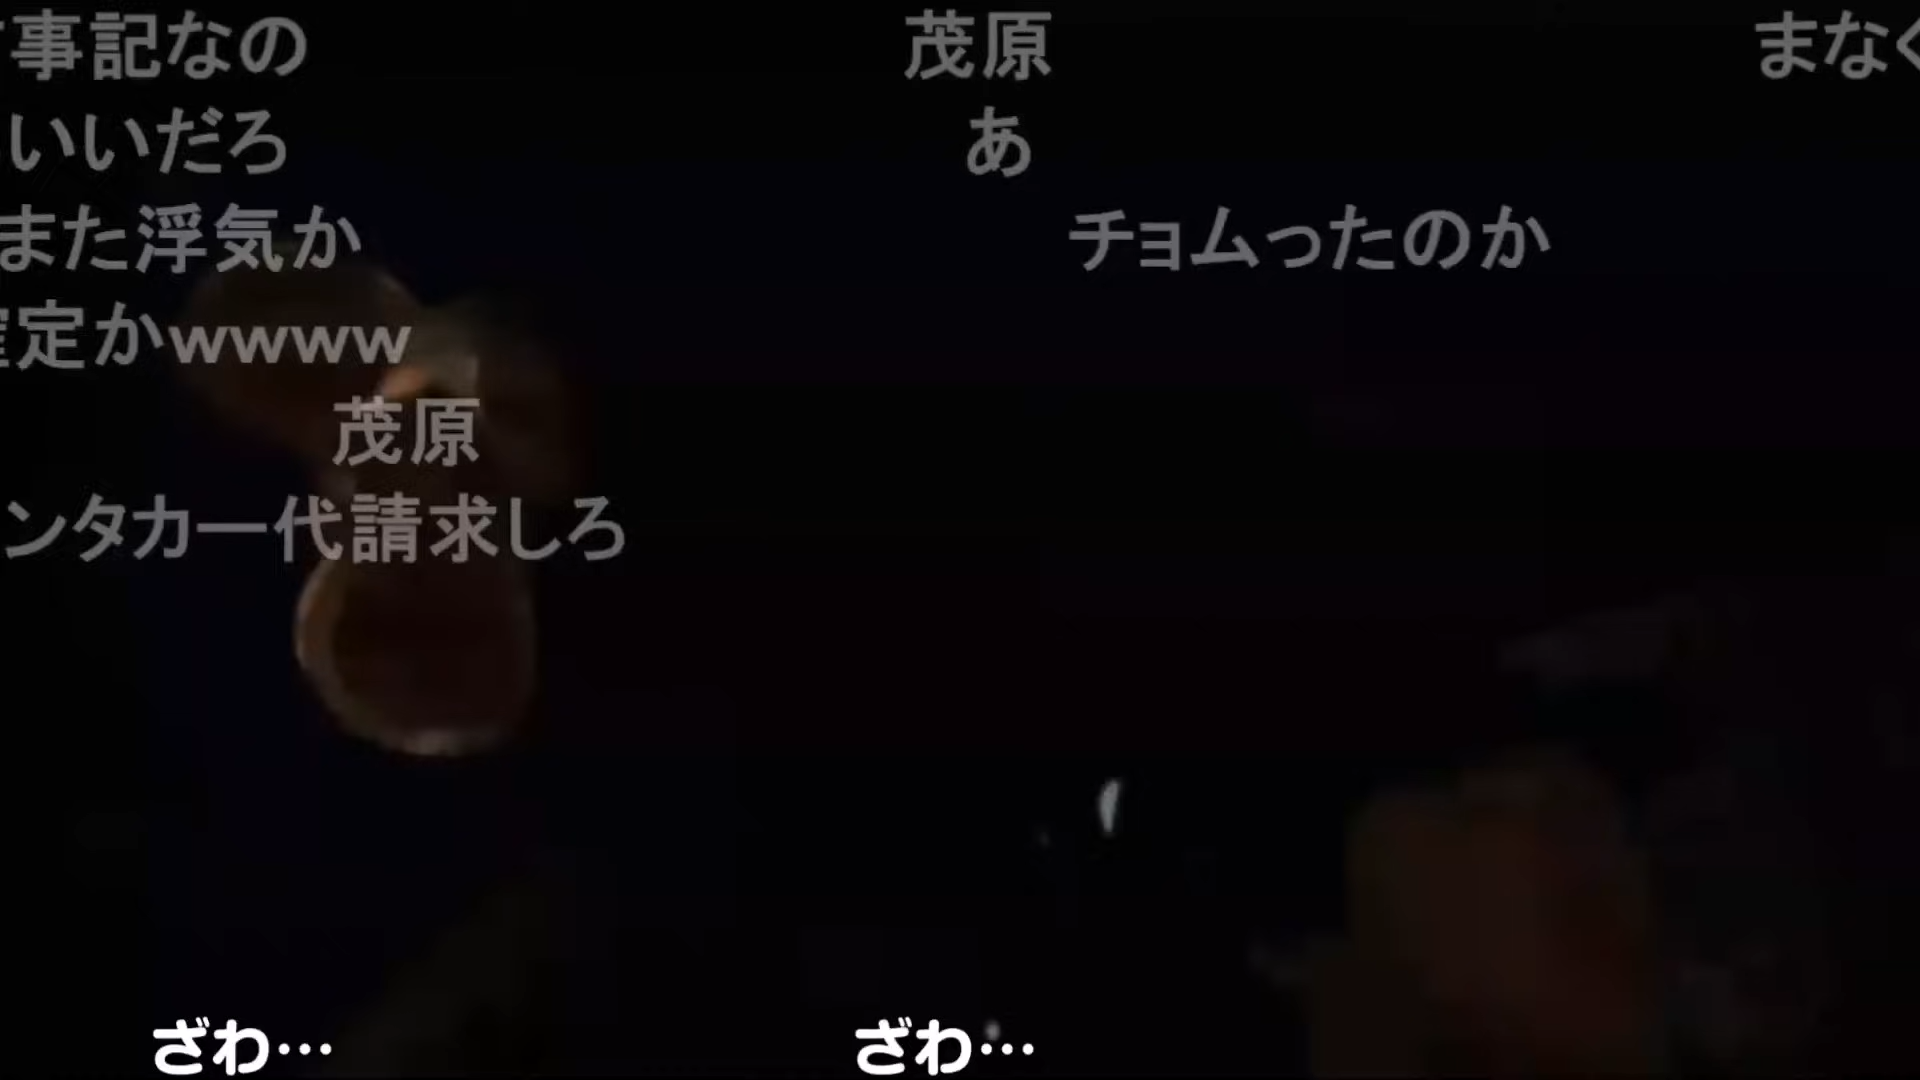 事記なの
茂原
まなく
いいだろ
あ
また浮気か
チョムったのか
定かwwww
茂原
ンタカー代請求しろ
ざわ…
ざわ…